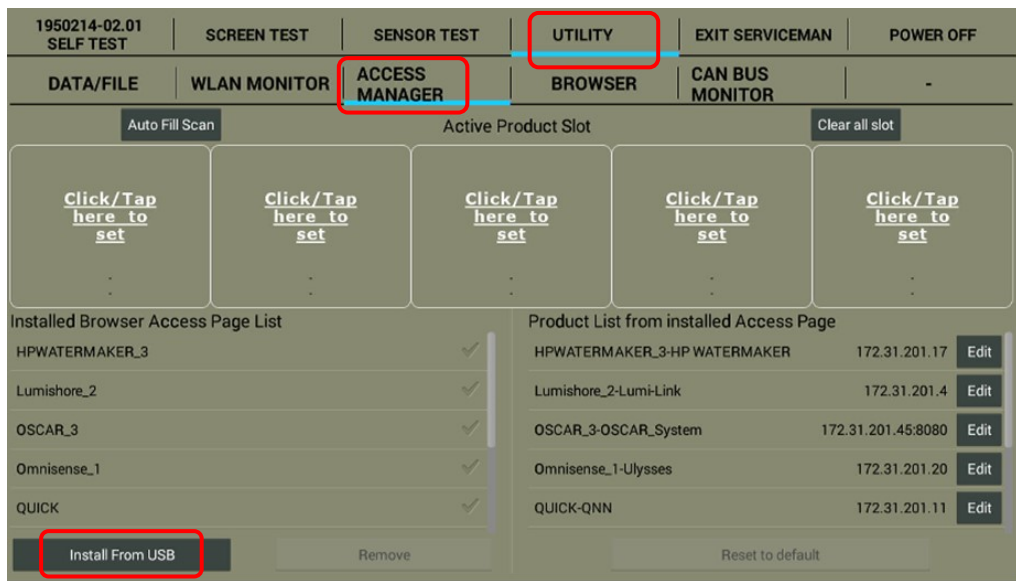 1950214-02.01
SELF TEST
SCREEN TEST
SENSOR TEST
UTILITY
EXIT SERVICEMAN
POWER OFF
DATA/FILE
WLAN MONITOR
ACCESS
MANAGER
BROWSER
CAN BUS
MONITOR
-
Auto Fill Scan
Active Product Slot
Clear all slot
Click/Tap
here to
set
:
Click/Tap
here to
set
:
Click/Tap
here to
set
:
Click/Tap
here to
set
:
Click/Tap
here to
set
:
Installed Browser Access Page List
HPWATERMAKER_3
Lumishore_2
OSCAR_3
Omnisense_1
QUICK
Install From USB
Remove
Product List from installed Access Page
HPWATERMAKER_3-HP WATERMAKER 172.31.201.17 Edit
Lumishore_2-Lumi-Link 172.31.201.4 Edit
OSCAR_3-OSCAR_System 172.31.201.45:8080 Edit
Omnisense_1-Ulysses 172.31.201.20 Edit
QUICK-QNN 172.31.201.11 Edit
Reset to default